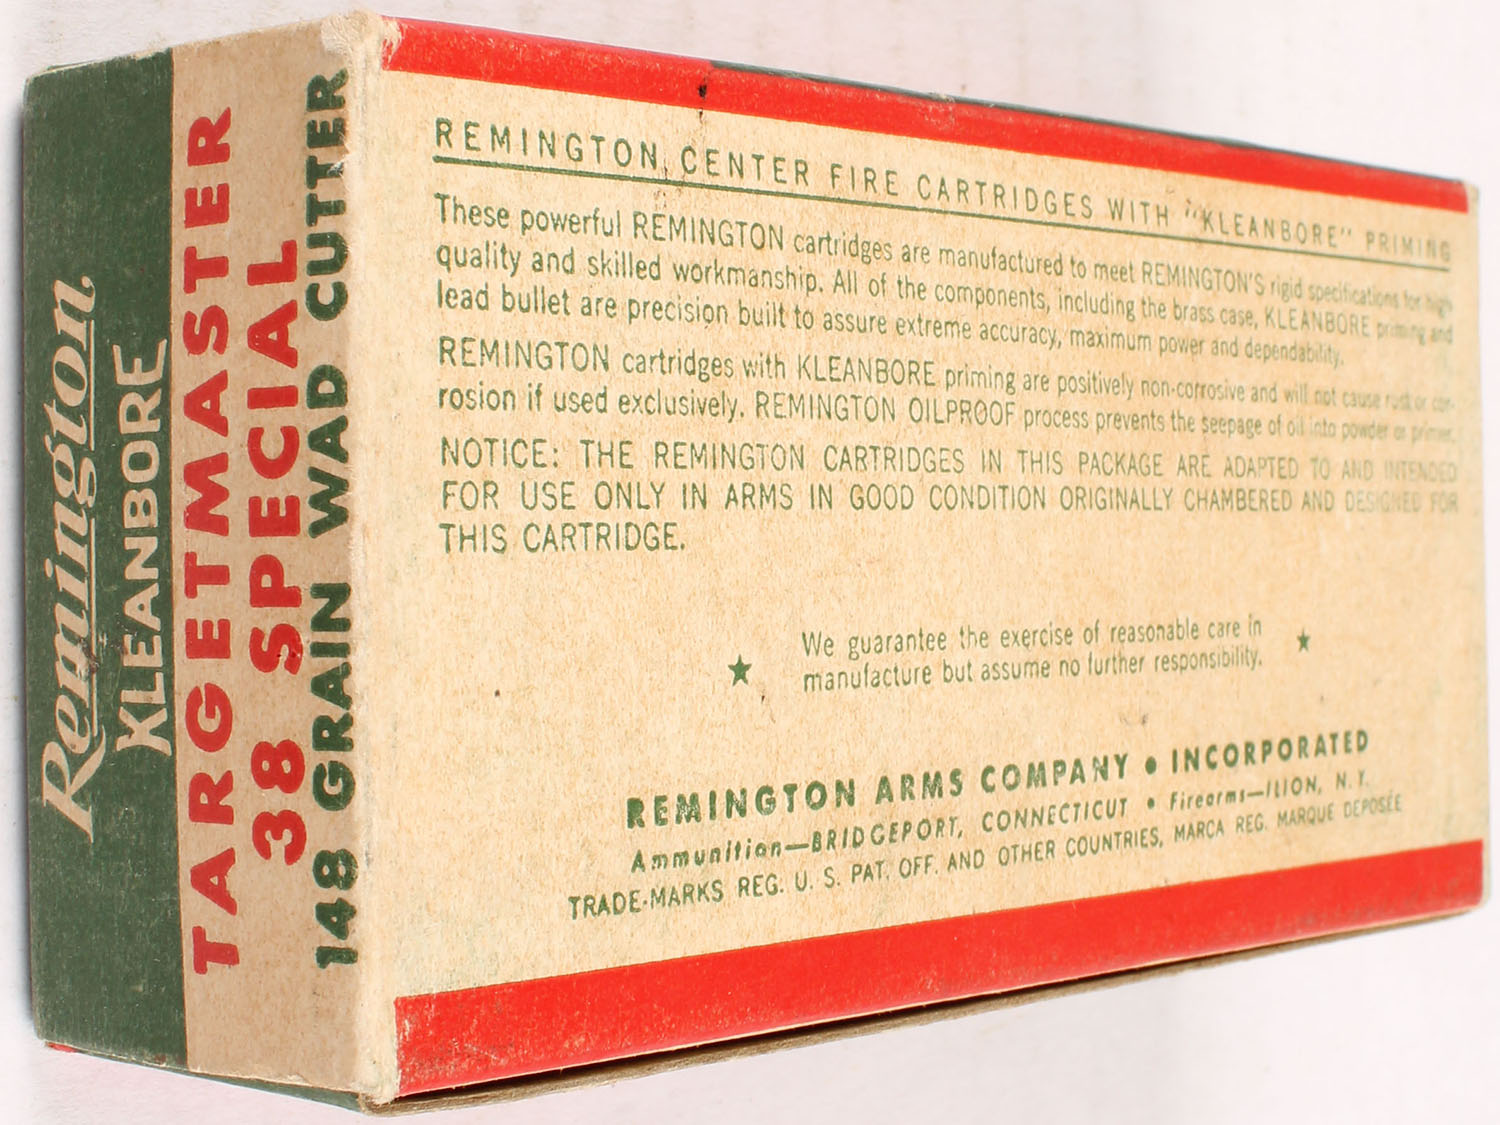 Remington
KLEANBORE
TARGETMASTER
38 SPECIAL
148 GRAIN WAD CUTTER
REMINGTON CENTER FIRE CARTRIDGES WITH "KLEANBORE" PRIMING
These powerful REMINGTON cartridges are manufactured to meet REMINGTON'S rigid specifications for high
quality and skilled workmanship. All of the components, including the brass case, KLEANBORE priming and
lead bullet are precision built to assure extreme accuracy, maximum power and dependability.
REMINGTON cartridges with KLEANBORE priming are positively non-corrosive and will not cause rust or cor-
rosion if used exclusively. REMINGTON OILPROOF process prevents the seepage of oil into powder or primer.
NOTICE: THE REMINGTON CARTRIDGES IN THIS PACKAGE ARE ADAPTED TO AND INTENDED
FOR USE ONLY IN ARMS IN GOOD CONDITION ORIGINALLY CHAMBERED AND DESIGNED FOR
THIS CARTRIDGE.
We guarantee the exercise of reasonable care in
manufacture but assume no further responsibility.
REMINGTON ARMS COMPANY • INCORPORATED
Ammunition—BRIDGEPORT, CONNECTICUT • Firearms—ILION, N. Y.
TRADE-MARKS REG. U. S. PAT. OFF. AND OTHER COUNTRIES, MARCA REG. MARQUE DEPOSÉE